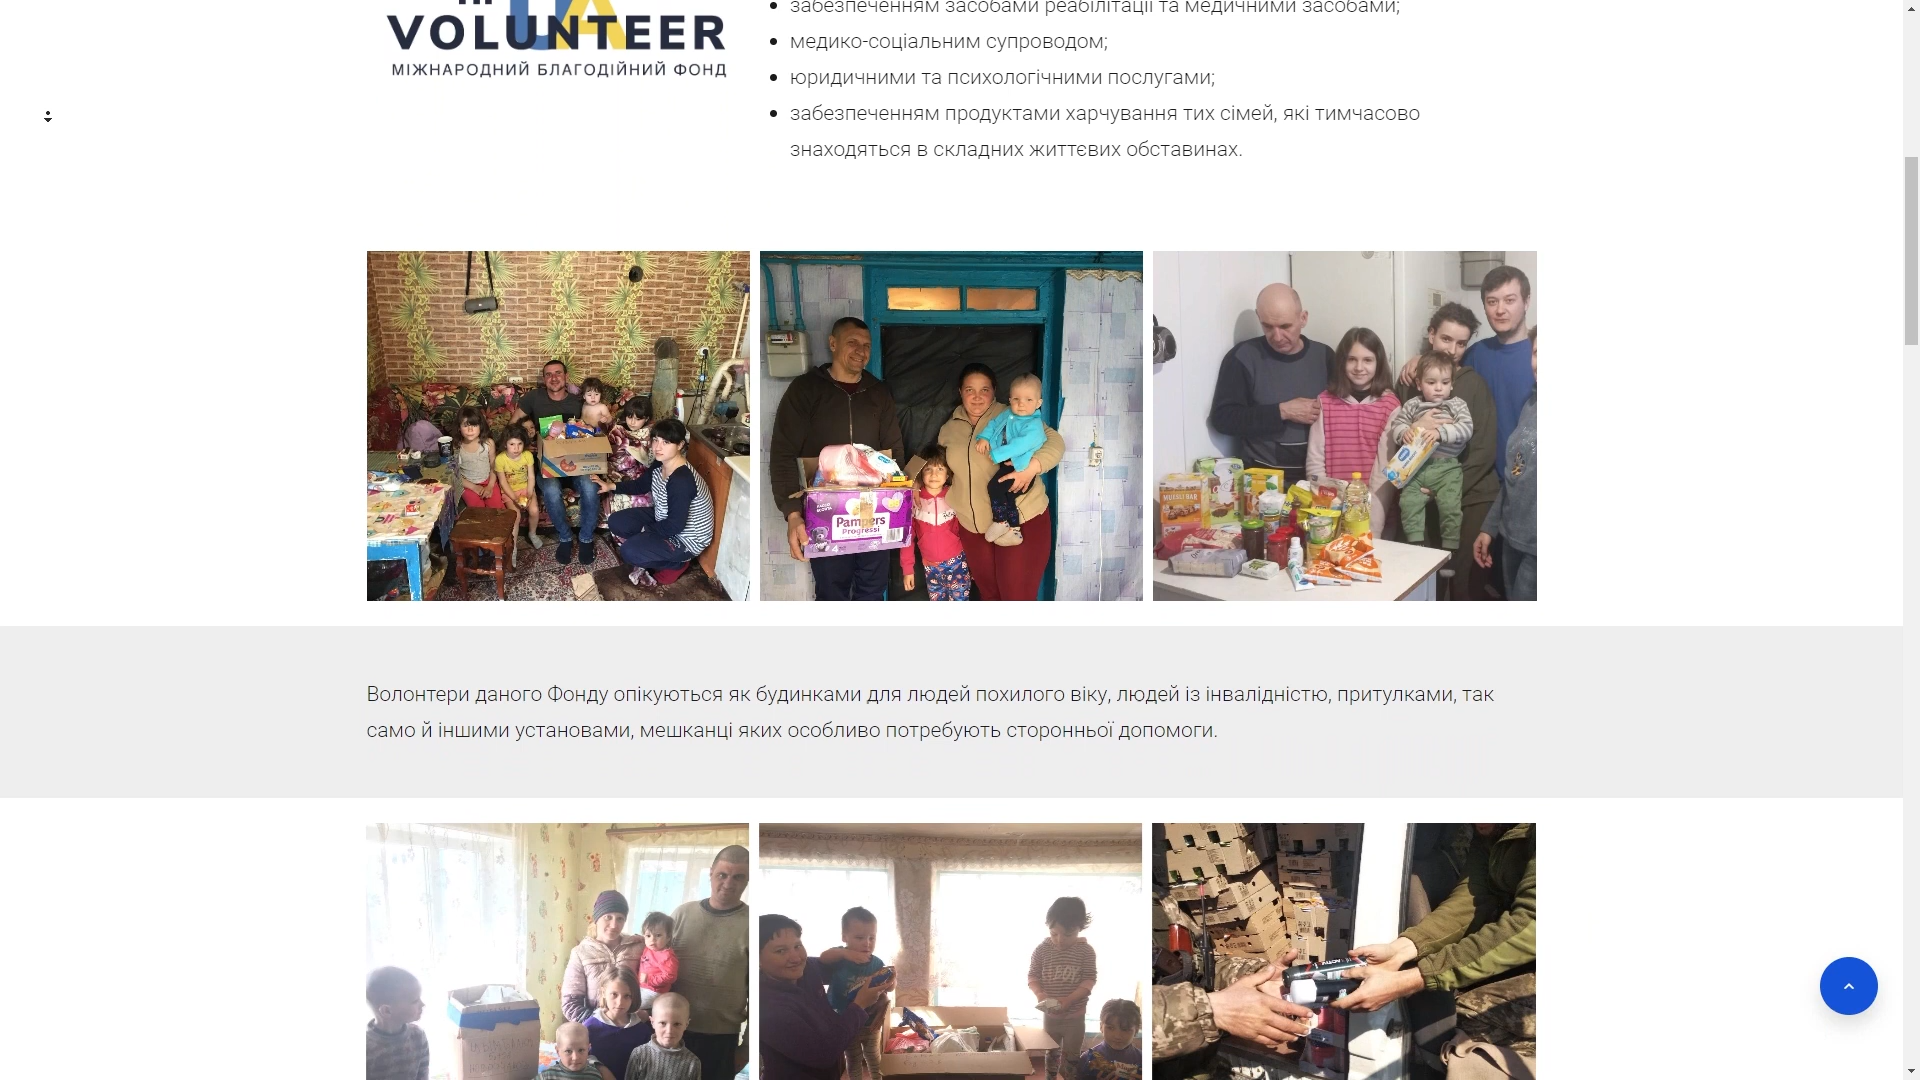 UA
VOLUNTEER
МІЖНАРОДНИЙ БЛАГОДІЙНИЙ ФОНД
забезпеченням засобами реабілітації та медичними засобами;
медико-соціальним супроводом;
юридичними та психологічними послугами;
забезпеченням продуктами харчування тих сімей, які тимчасово
знаходяться в складних життєвих обставинах.
Pampers
Progressi
4
Волонтери даного Фонду опікуються як будинками для людей похилого віку, людей із інвалідністю, притулками, так
само й іншими установами, мешканці яких особливо потребують сторонньої допомоги.